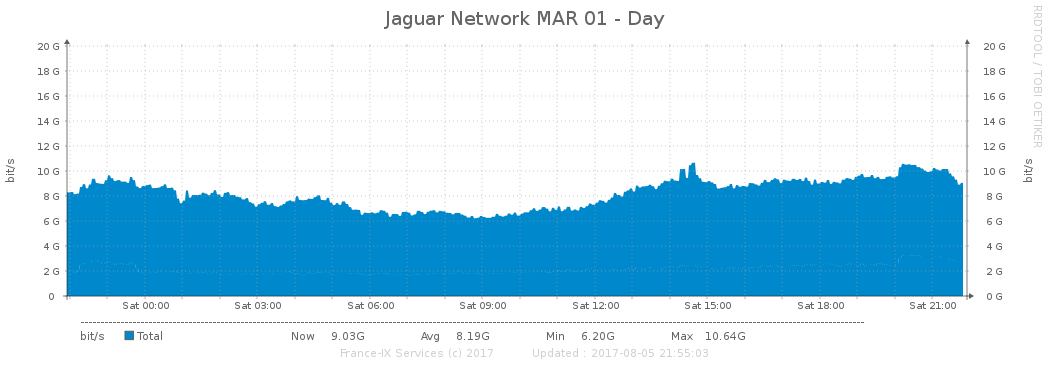 Jaguar Network MAR 01 - Day
RRDTOOL / TOBI OETIKER
bit/s
bit/s
20 G 20 G
18 G 18 G
16 G 16 G
14 G 14 G
12 G 12 G
10 G 10 G
8 G 8 G
6 G 6 G
4 G 4 G
2 G 2 G
0 0 G
Sat 00:00 Sat 03:00 Sat 06:00 Sat 09:00 Sat 12:00 Sat 15:00 Sat 18:00 Sat 21:00
bit/s Total Now 9.03G Avg 8.19G Min 6.20G Max 10.64G
France-IX Services (c) 2017 Updated : 2017-08-05 21:55:03